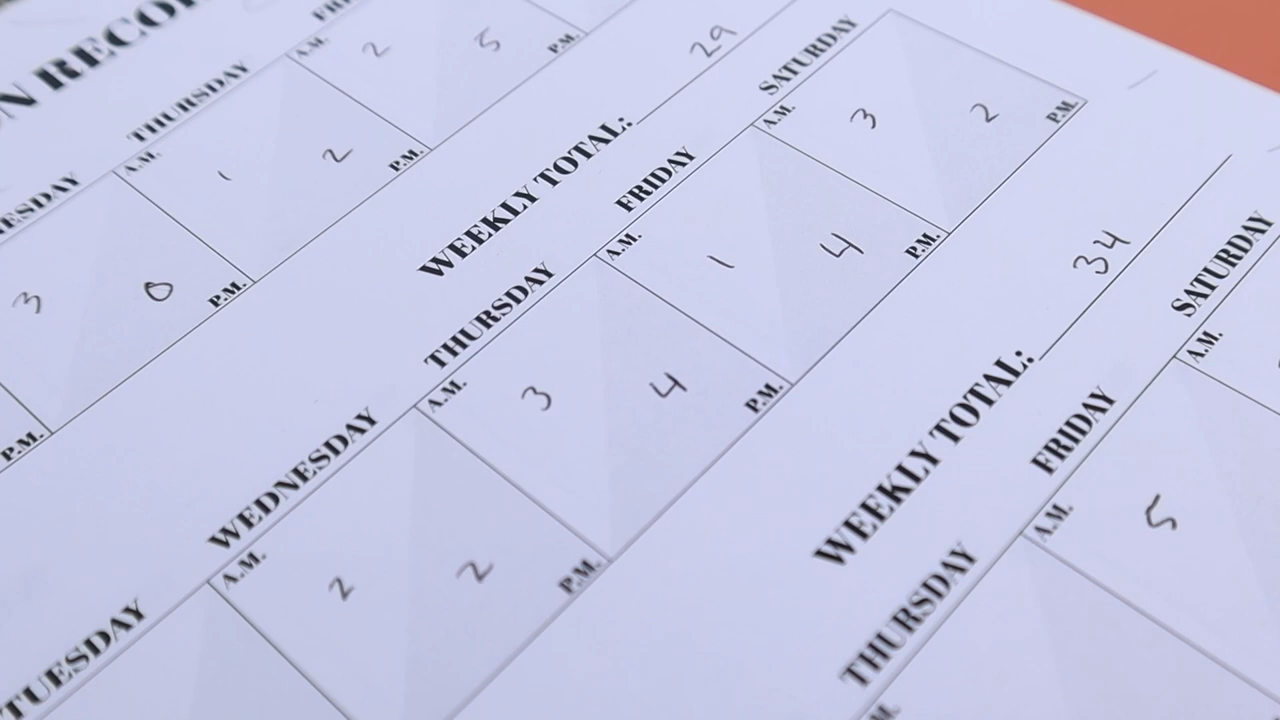 N RECO
ESDAY THURSDAY
A.M. A.M.
3 1 2
0 2 5
P.M. P.M. P.M. P.M.
WEEKLY TOTAL: 29
TUESDAY WEDNESDAY THURSDAY FRIDAY SATURDAY
A.M. A.M. A.M. A.M.
2 3 1 3
2 4 4 2
P.M. P.M. P.M. P.M.
WEEKLY TOTAL: 34
THURSDAY FRIDAY SATURDAY
A.M. A.M.
5